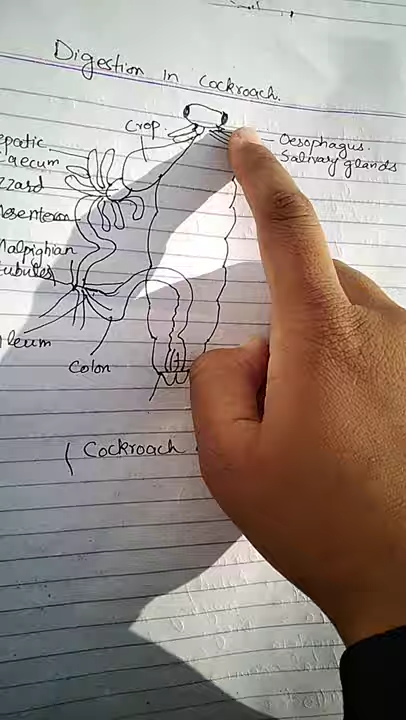 Digestion in Cockroach.
Crop.
Oesophagus.
Salivary glands
epatic
aecum
zzard
esenteron
Malpighian
tubules
leum
Colon
( Cockroach